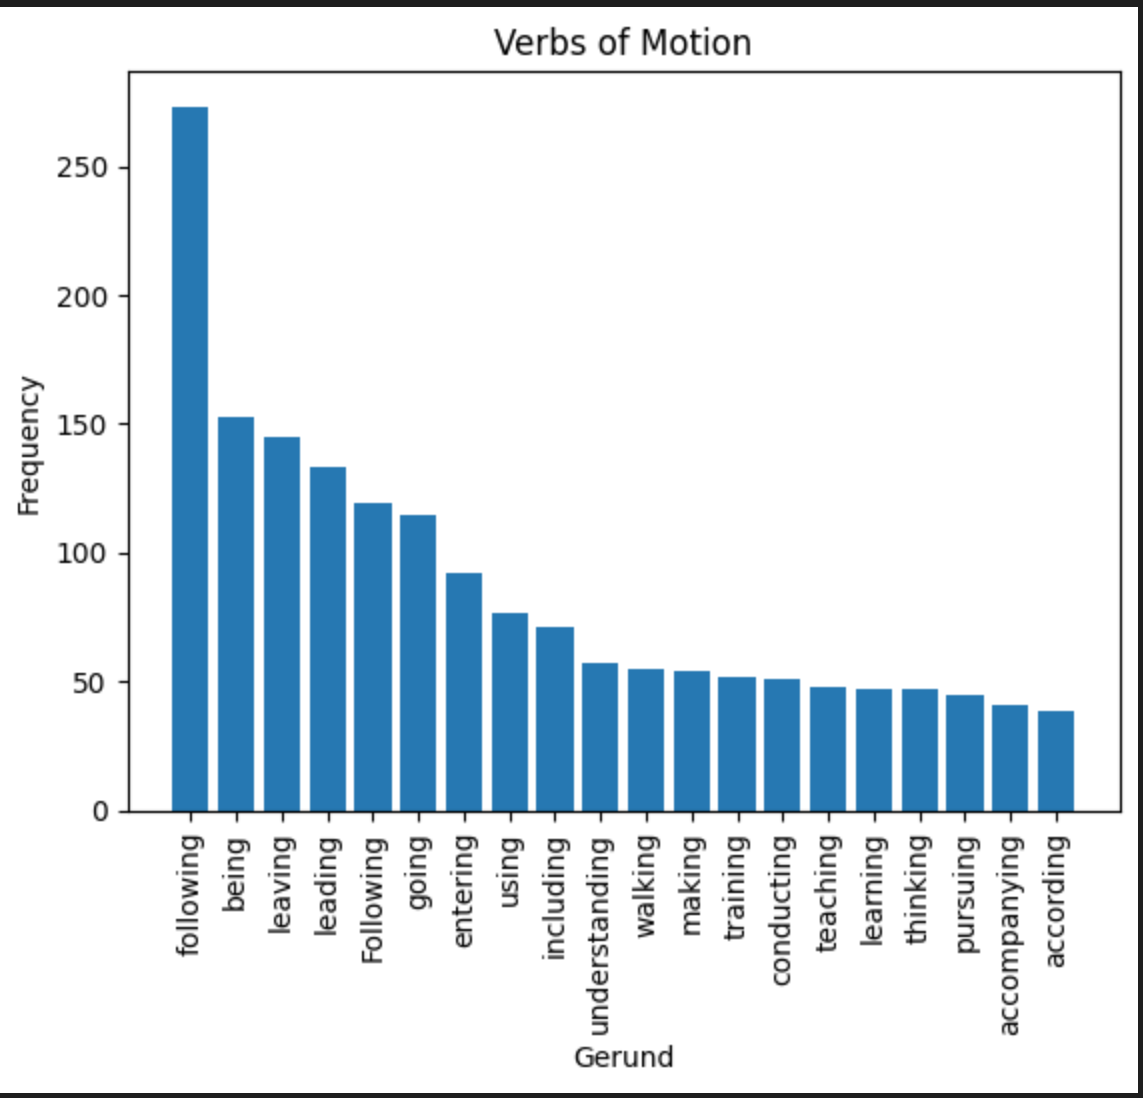 Verbs of Motion
Frequency
250
200
150
100
50
0
following
being
leaving
leading
Following
going
entering
using
including
understanding
walking
making
training
conducting
teaching
learning
thinking
pursuing
accompanying
according
Gerund